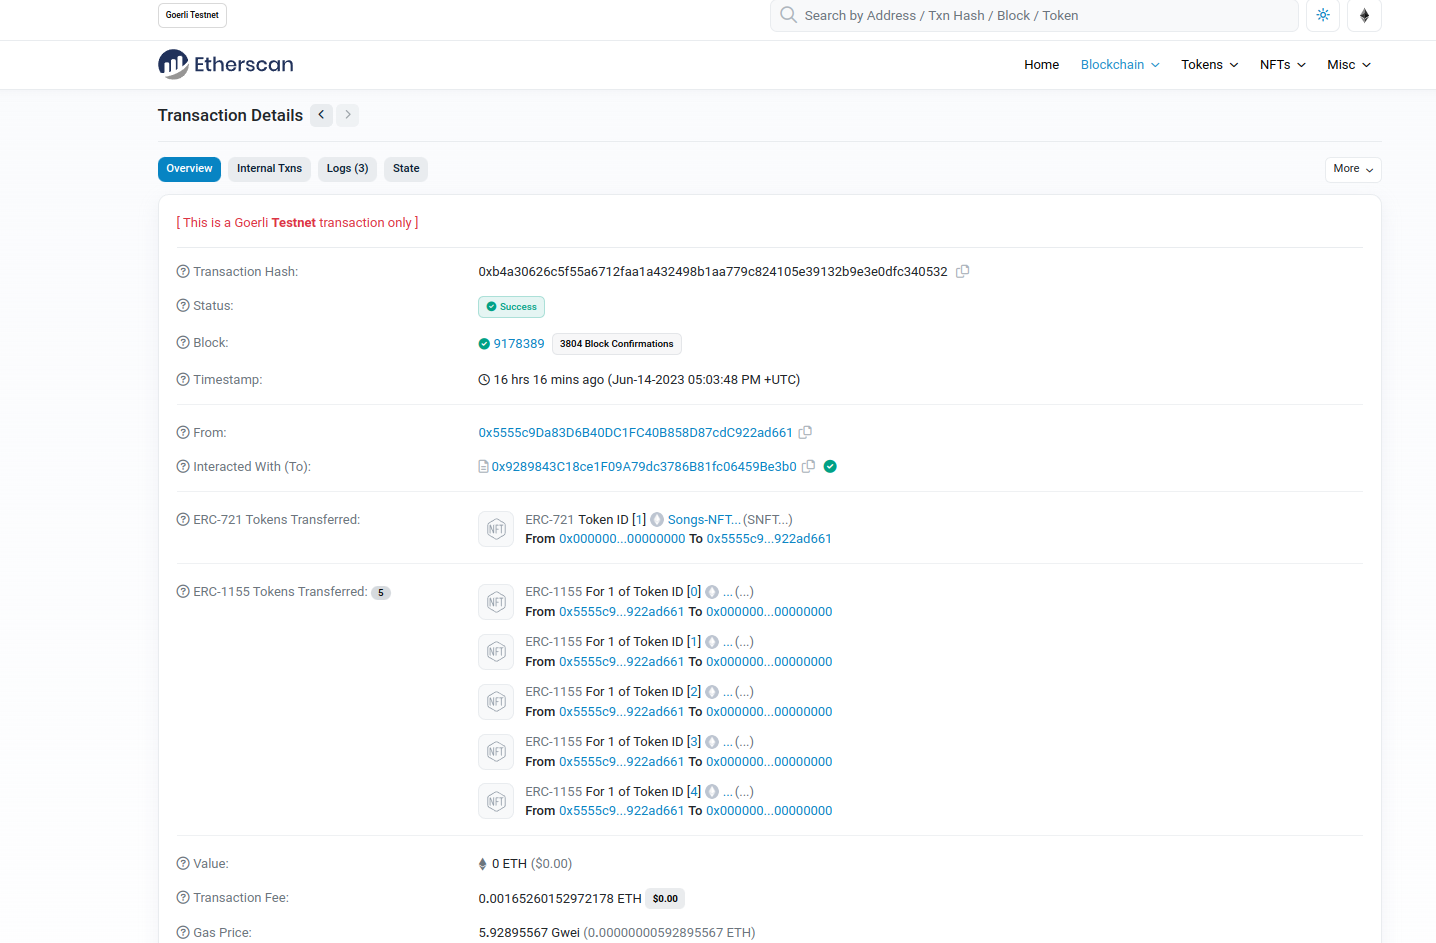 Goerli Testnet
Search by Address / Txn Hash / Block / Token
Etherscan
Home Blockchain Tokens NFTs Misc
Transaction Details
Overview Internal Txns Logs (3) State More
[ This is a Goerli Testnet transaction only ]
Transaction Hash: 0xb4a30626c5f55a6712faa1a432498b1aa779c824105e39132b9e3e0dfc340532
Status: Success
Block: 9178389 3804 Block Confirmations
Timestamp: 16 hrs 16 mins ago (Jun-14-2023 05:03:48 PM +UTC)
From: 0x5555c9Da83D6B40DC1FC40B858D87cdC922ad661
Interacted With (To): 0x9289843C18ce1F09A79dc3786B81fc06459Be3b0
ERC-721 Tokens Transferred: NFT ERC-721 Token ID [1] Songs-NFT... (SNFT...)
From 0x000000...00000000 To 0x5555c9...922ad661
ERC-1155 Tokens Transferred: 5 NFT ERC-1155 For 1 of Token ID [0] ... (...)
From 0x5555c9...922ad661 To 0x000000...00000000
NFT ERC-1155 For 1 of Token ID [1] ... (...)
From 0x5555c9...922ad661 To 0x000000...00000000
NFT ERC-1155 For 1 of Token ID [2] ... (...)
From 0x5555c9...922ad661 To 0x000000...00000000
NFT ERC-1155 For 1 of Token ID [3] ... (...)
From 0x5555c9...922ad661 To 0x000000...00000000
NFT ERC-1155 For 1 of Token ID [4] ... (...)
From 0x5555c9...922ad661 To 0x000000...00000000
Value: 0 ETH ($0.00)
Transaction Fee: 0.00165260152972178 ETH $0.00
Gas Price: 5.92895567 Gwei (0.00000000592895567 ETH)